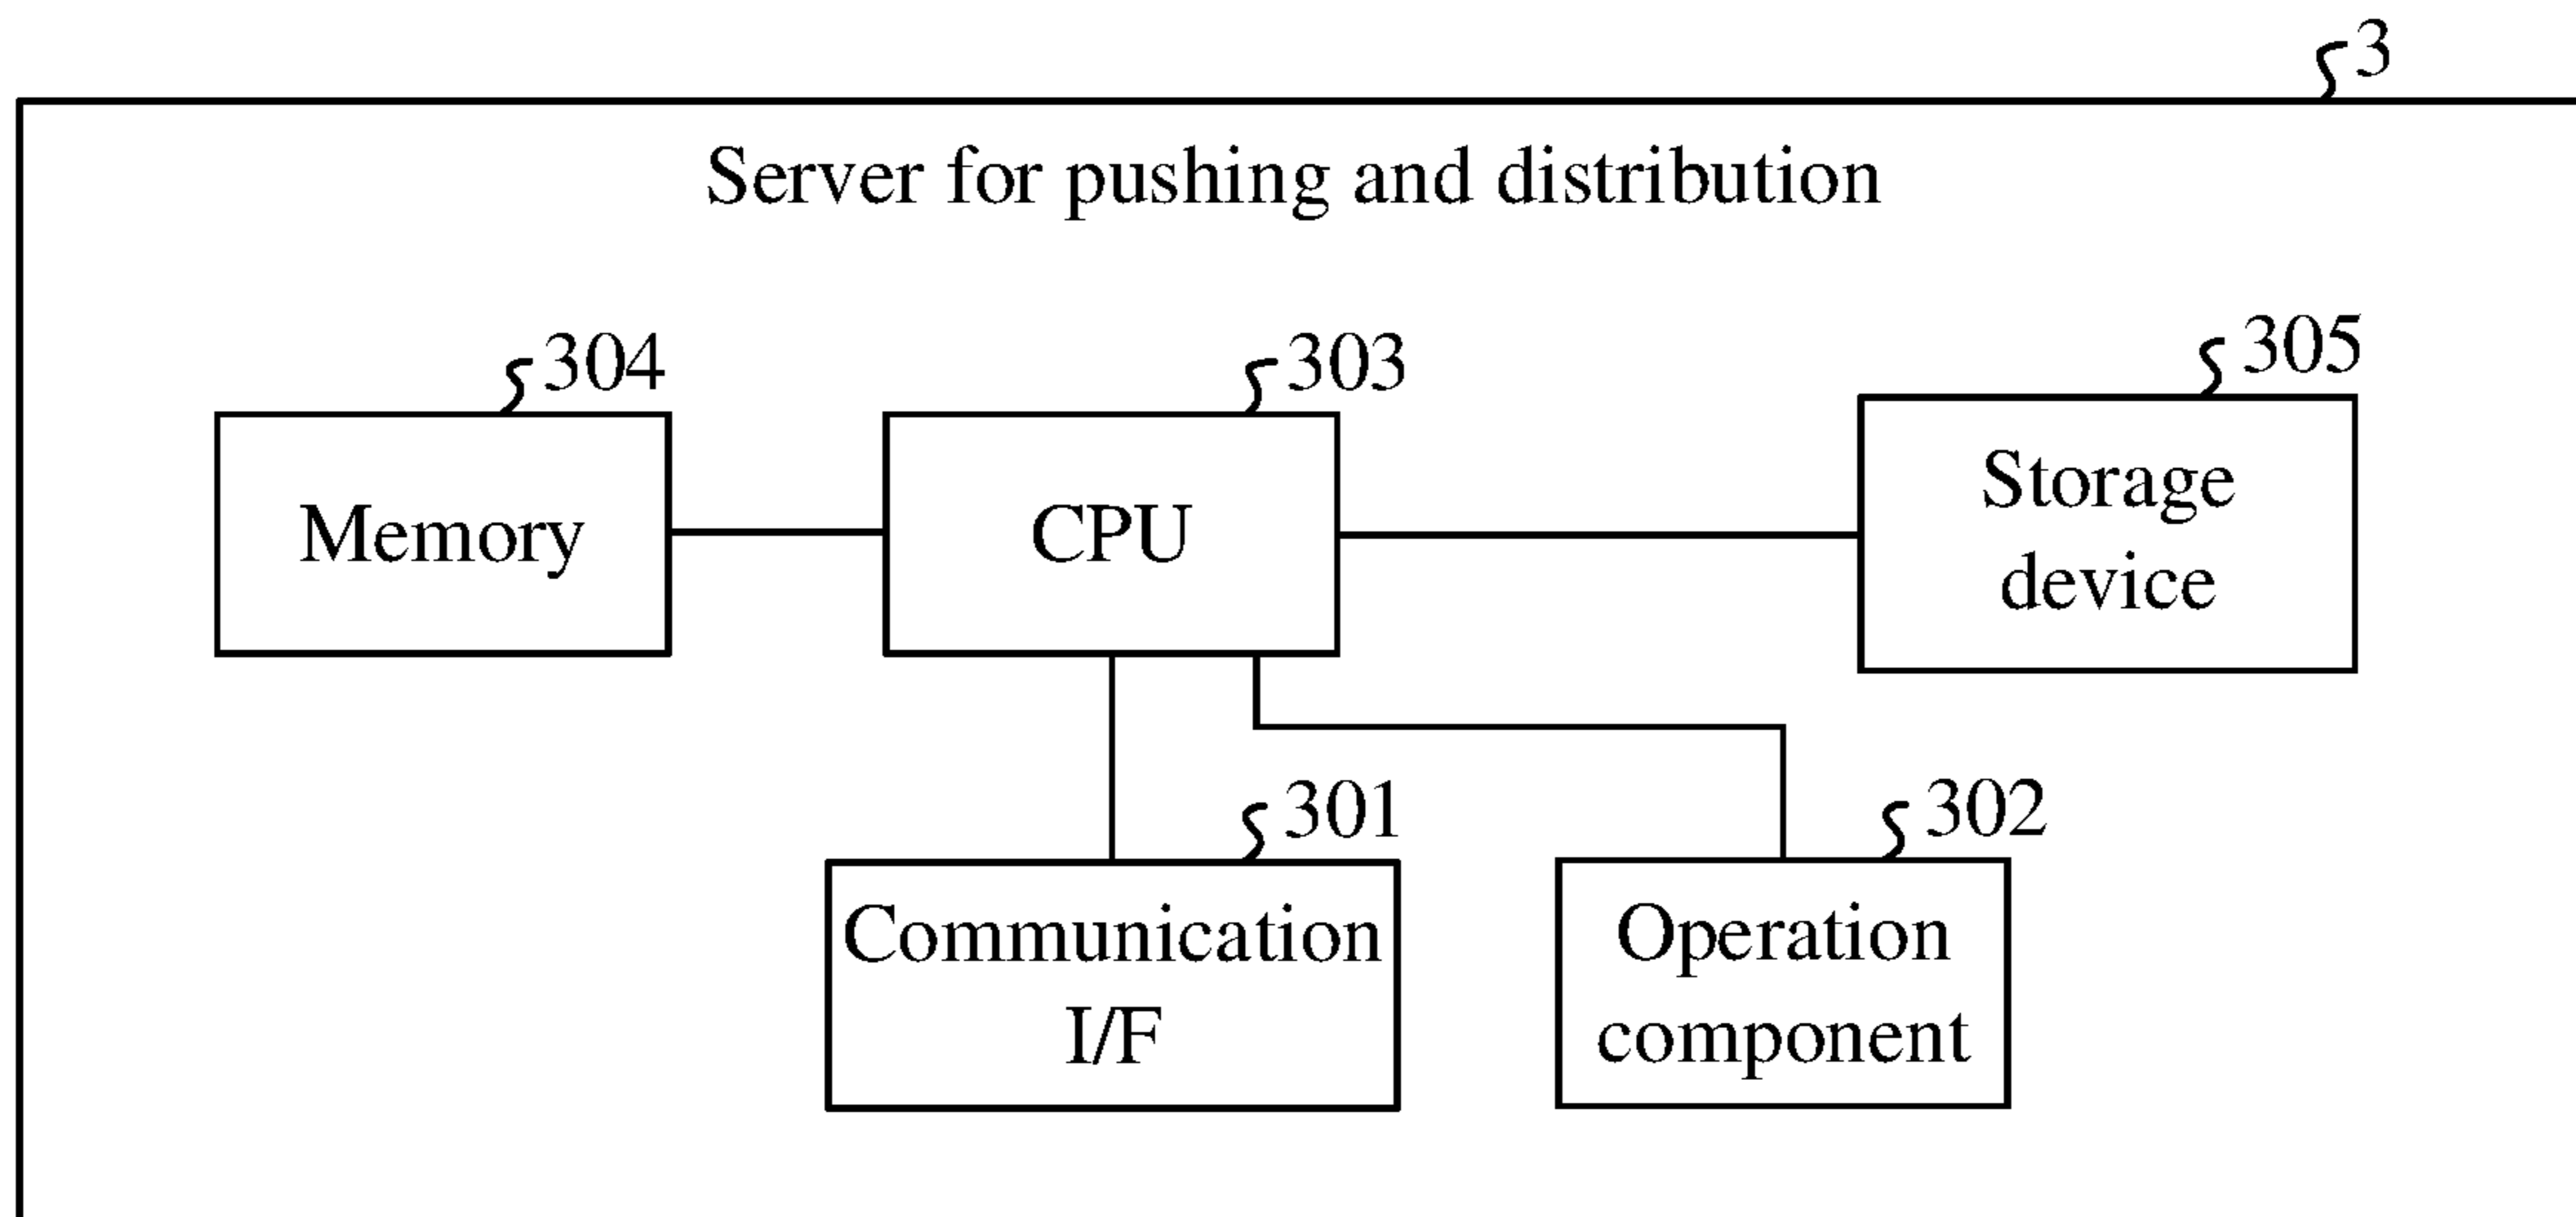 3
Server for pushing and distribution
304
303
305
Memory
CPU
Storage
device
301
302
Communication
I/F
Operation
component